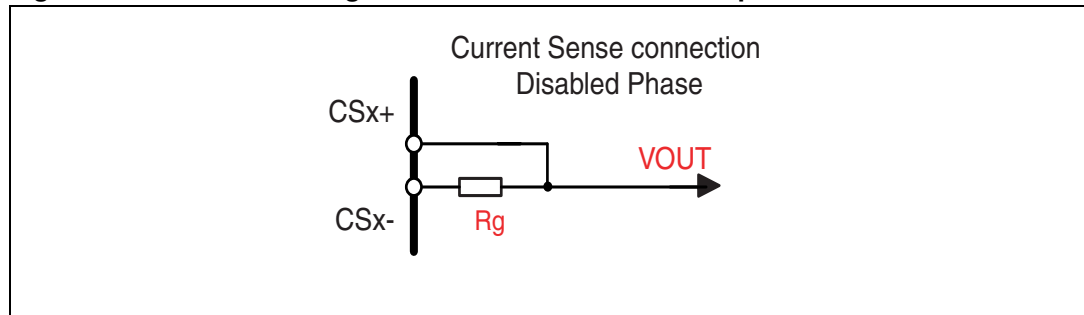 Current Sense connection
Disabled Phase
CSx+
VOUT
CSx-
Rg